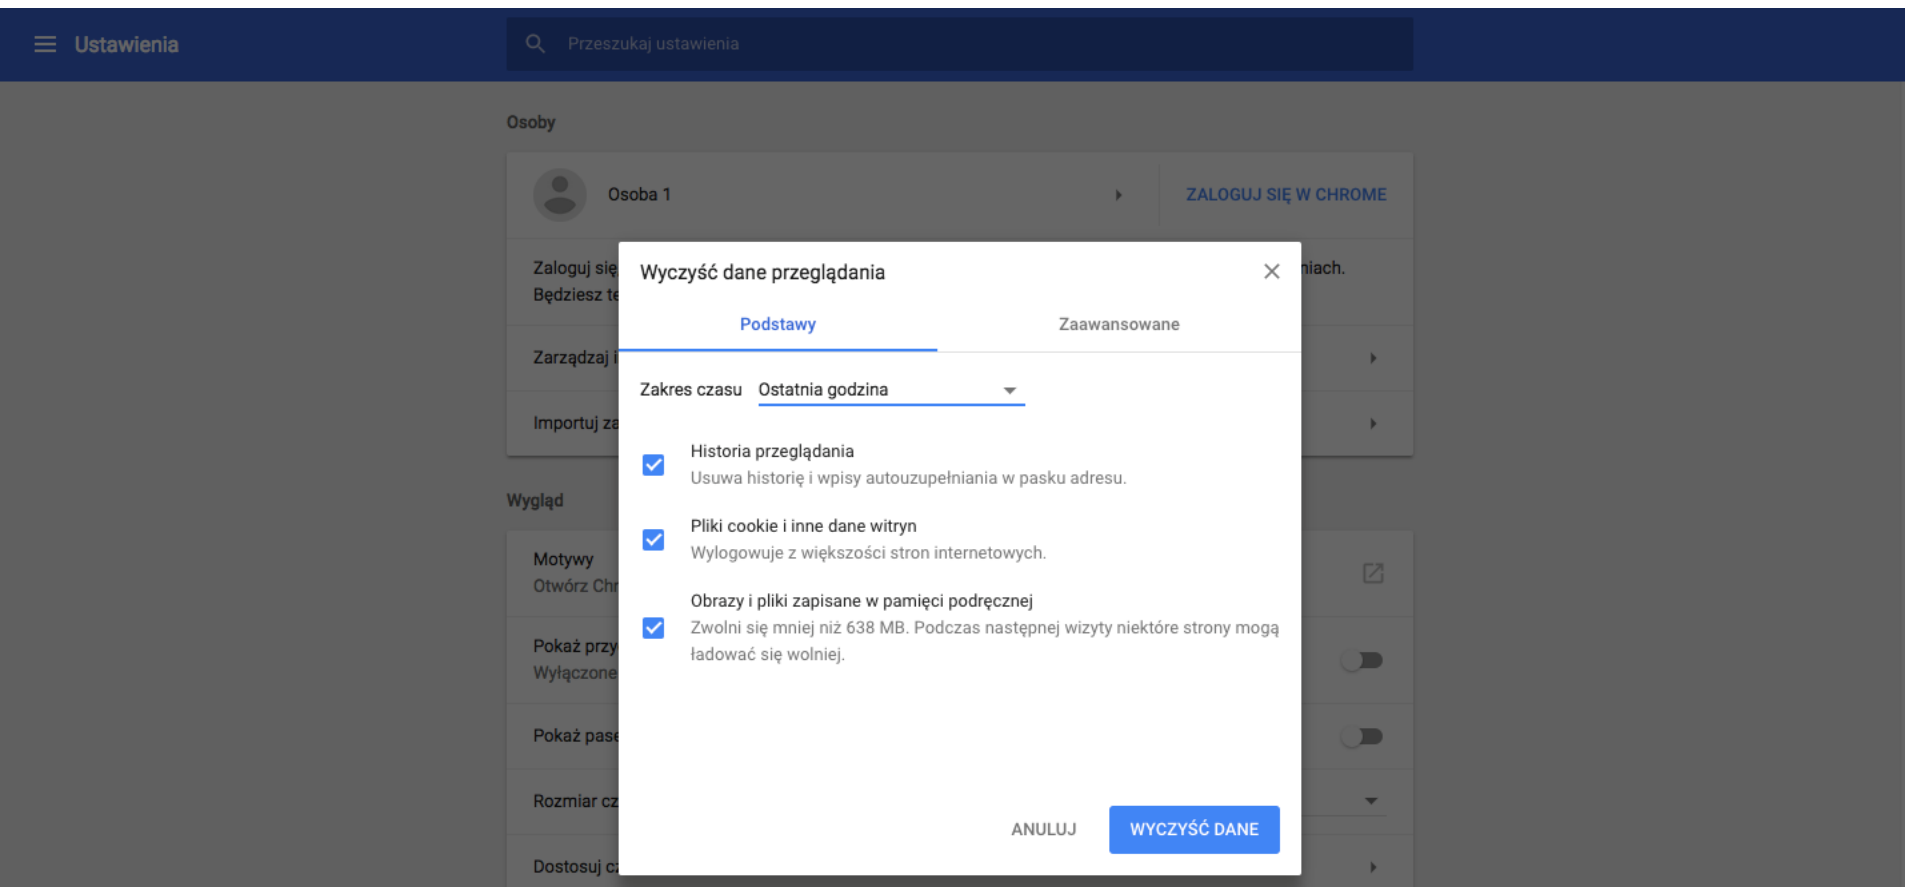 Ustawienia
Przeszukaj ustawienia
Osoby
Osoba 1
ZALOGUJ SIĘ W CHROME
Zaloguj się
niach.
Będziesz
Wyczyść dane przeglądania
Podstawy
Zaawansowane
Zarządzaj
Zakres czasu Ostatnia godzina
Importuj
Historia przeglądania
Usuwa historię i wpisy autouzupełniania w pasku adresu.
Wygląd
Pliki cookie i inne dane witryn
Wylogowuje z większości stron internetowych.
Motywy
Otwórz Chr
Obrazy i pliki zapisane w pamięci podręcznej
Zwolni się mniej niż 638 MB. Podczas następnej wizyty niektóre strony mogą
ładować się wolniej.
Pokaż przy
Wyłączone
Pokaż pase
Rozmiar cz
ANULUJ
WYCZYŚĆ DANE
Dostosuj